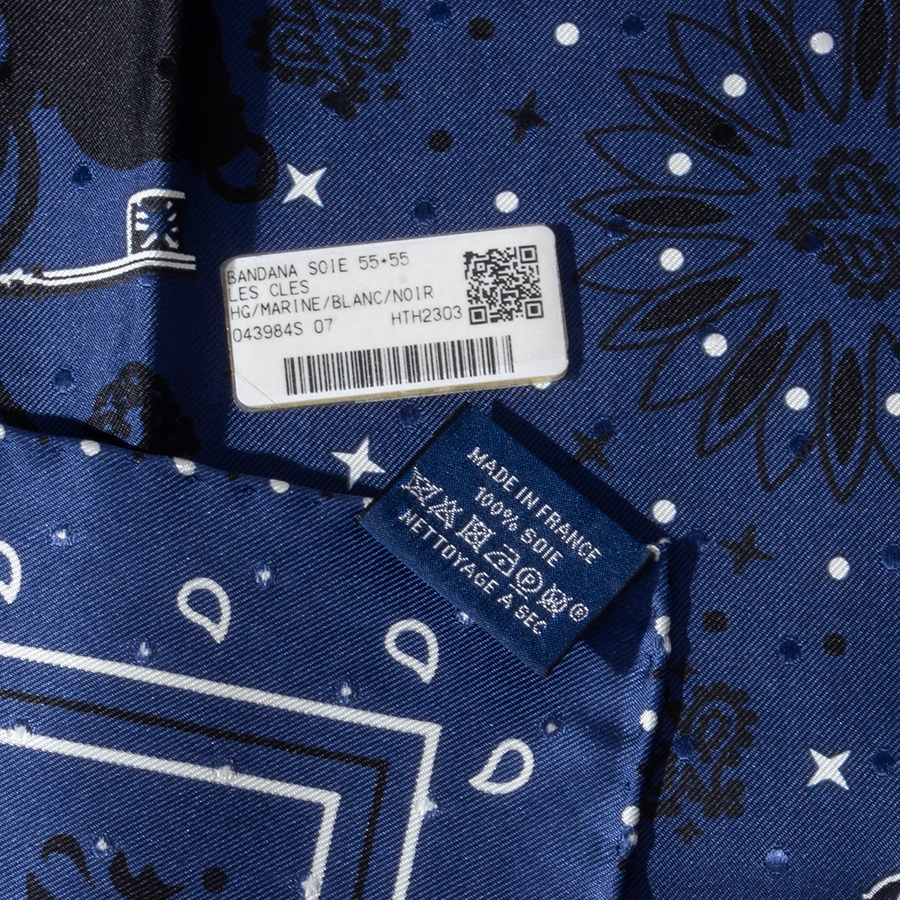 BANDANA SOIE 55*55
LES CLES
HG/MARINE/BLANC/NOIR
043984S 07 HTH2303
MADE IN FRANCE
100% SOIE
P W ®
NETTOYAGE A SEC